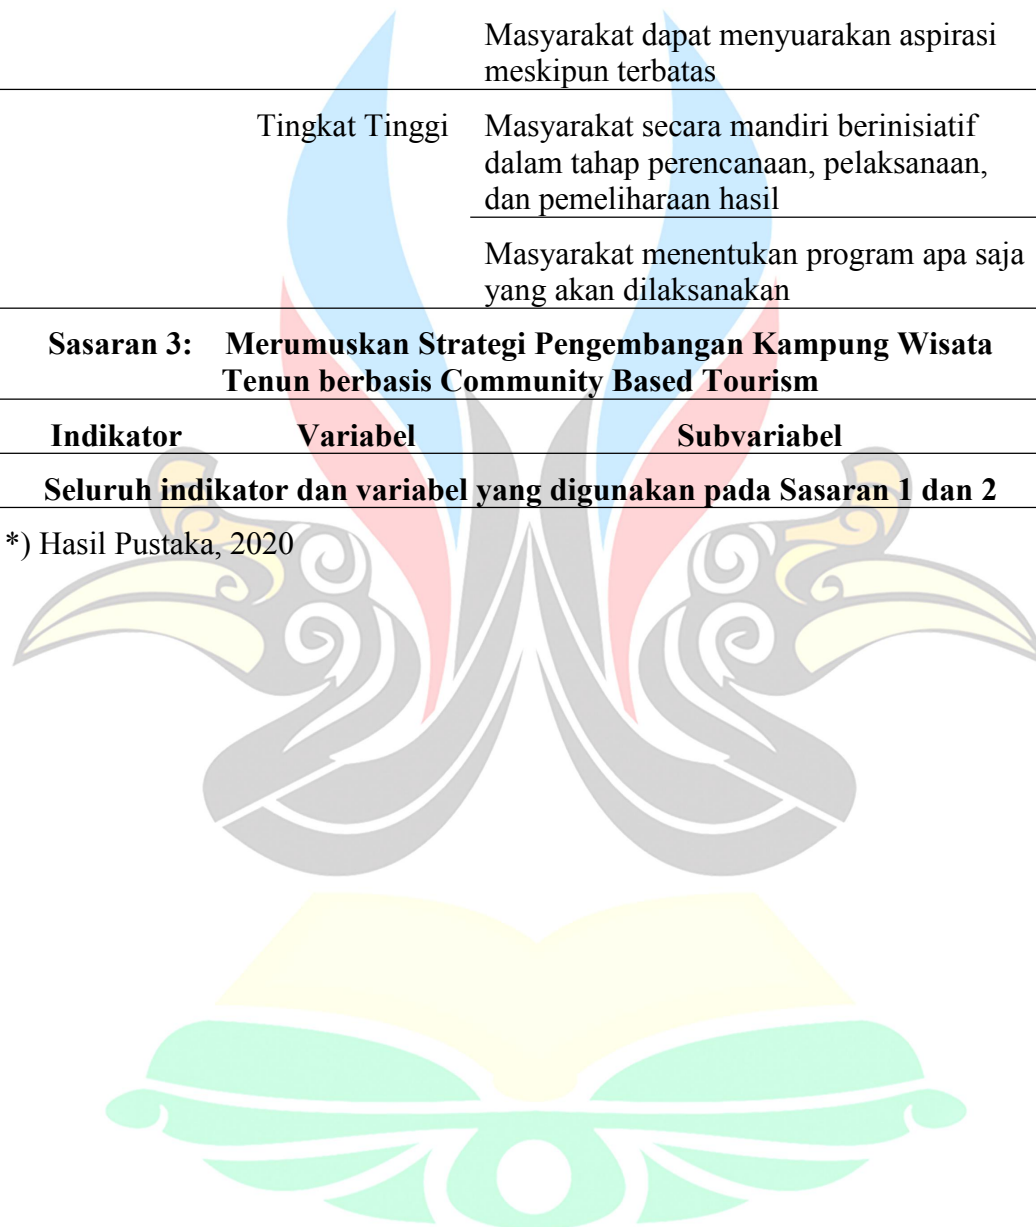 Masyarakat dapat menyuarakan aspirasi
meskipun terbatas
Tingkat Tinggi
Masyarakat secara mandiri berinisiatif
dalam tahap perencanaan, pelaksanaan,
dan pemeliharaan hasil
Masyarakat menentukan program apa saja
yang akan dilaksanakan
Sasaran 3: Merumuskan Strategi Pengembangan Kampung Wisata
Tenun berbasis Community Based Tourism
Indikator Variabel Subvariabel
Seluruh indikator dan variabel yang digunakan pada Sasaran 1 dan 2
*) Hasil Pustaka, 2020